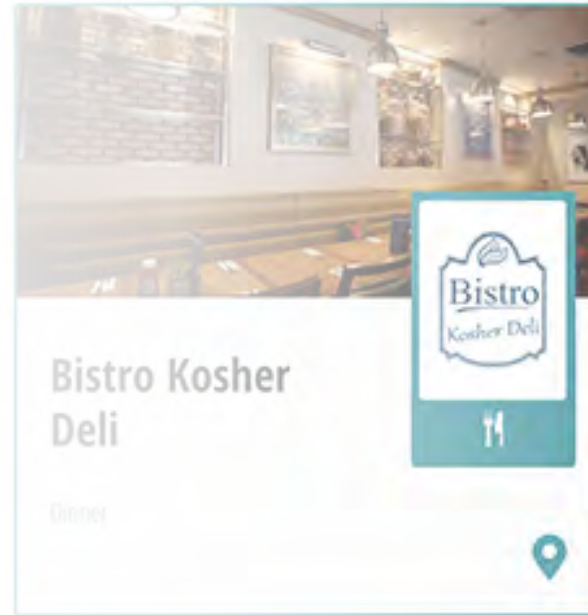 Bistro
Kosher Deli
Bistro Kosher
Deli
Dinner